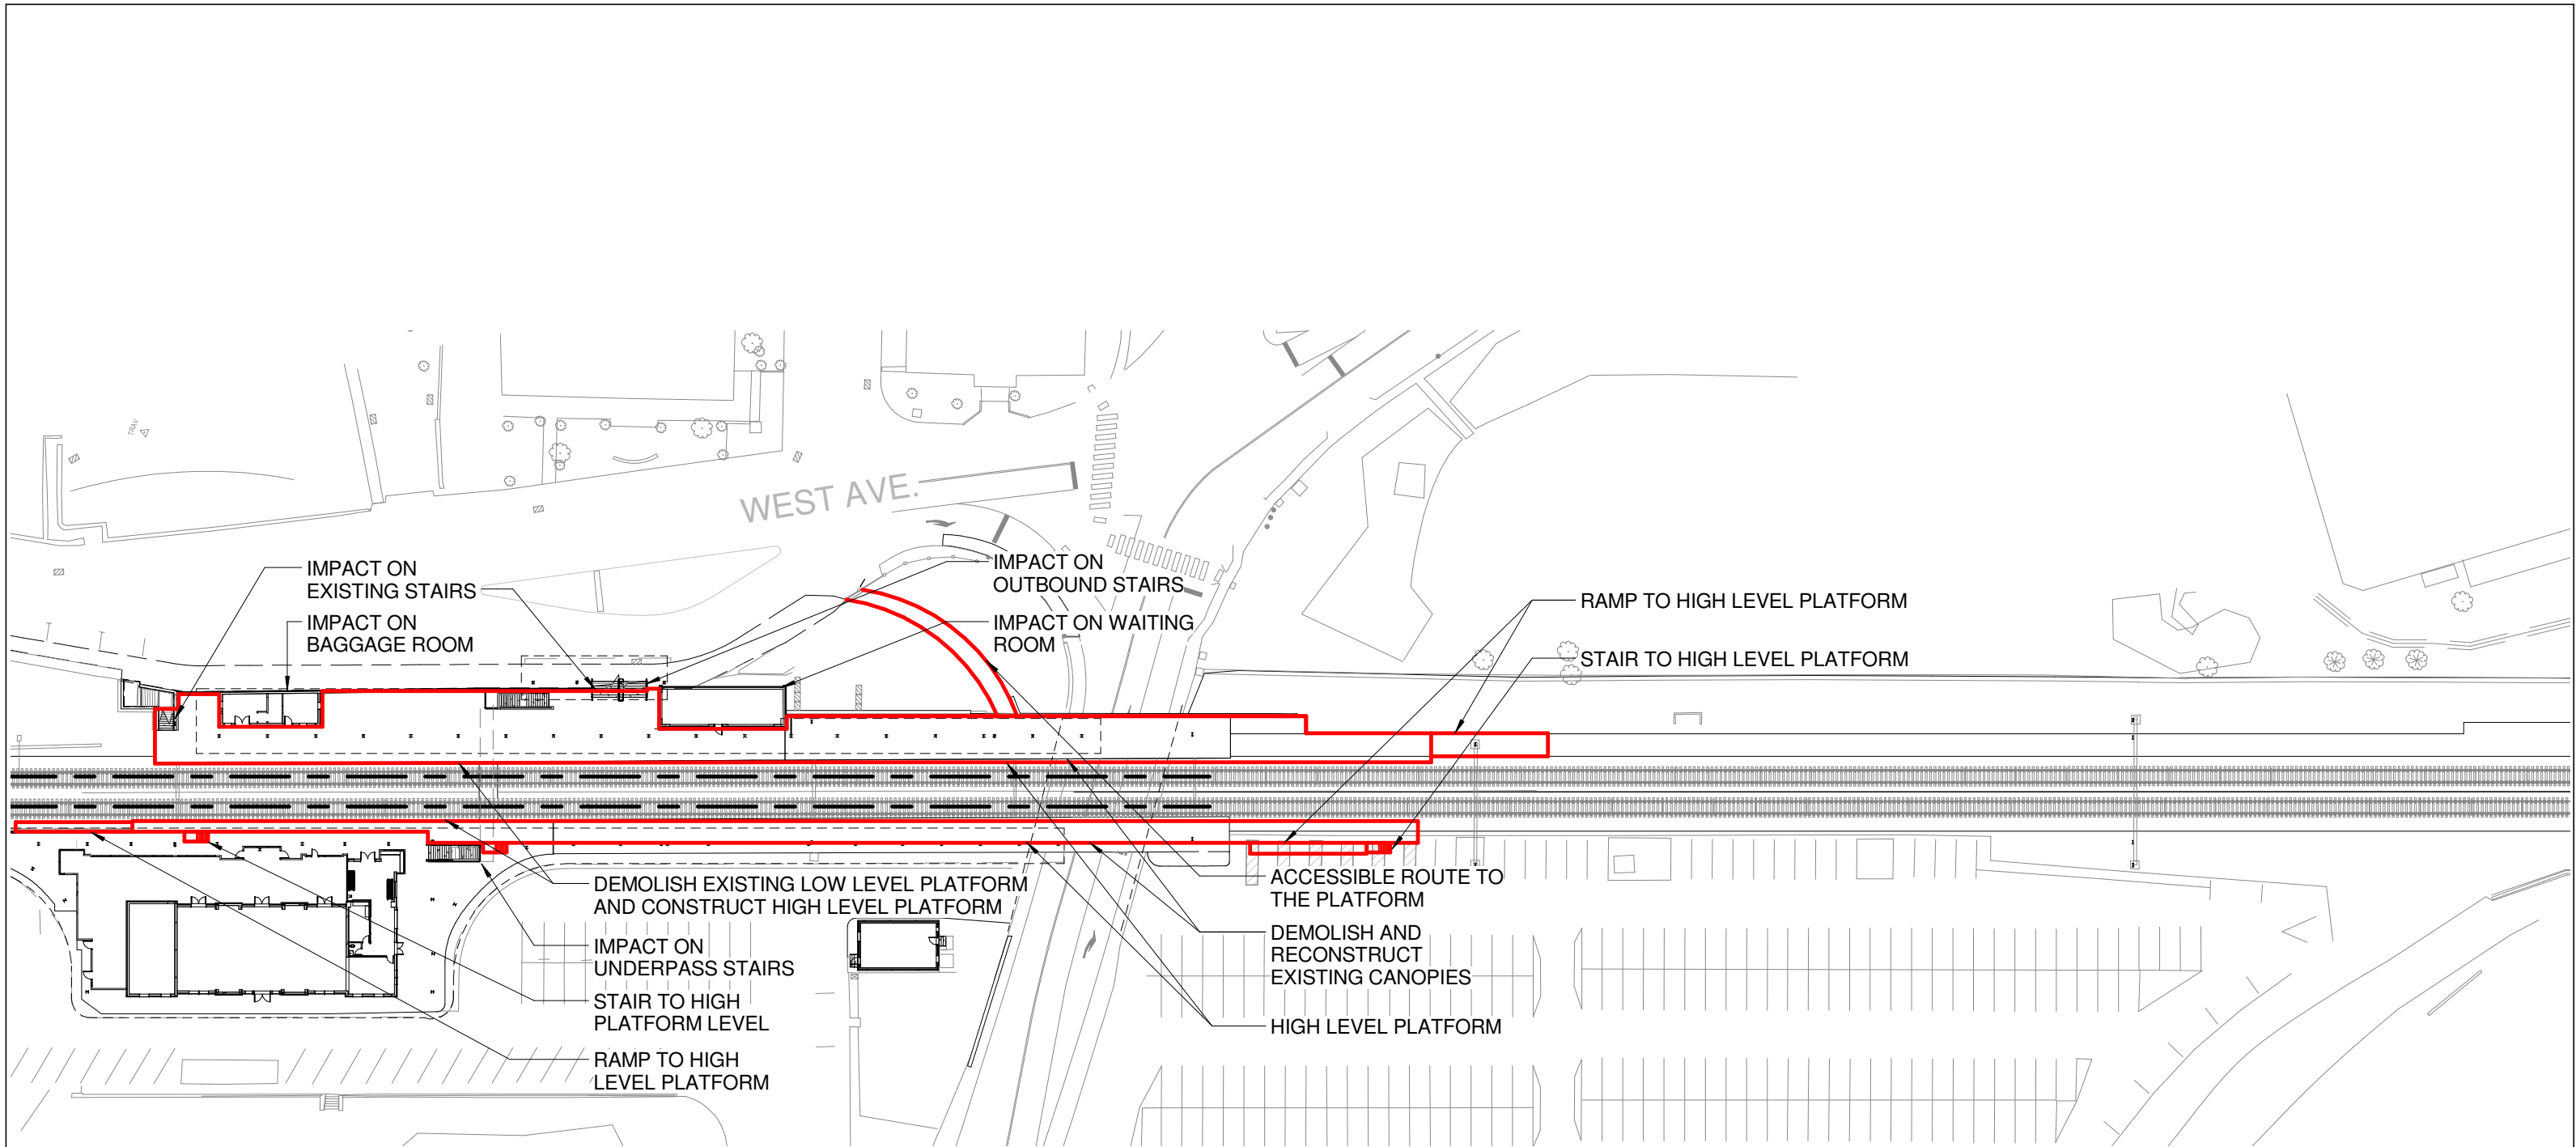 TRAV
WEST AVE.
IMPACT ON
EXISTING STAIRS
IMPACT ON
BAGGAGE ROOM
IMPACT ON
OUTBOUND STAIRS
IMPACT ON WAITING
ROOM
RAMP TO HIGH LEVEL PLATFORM
STAIR TO HIGH LEVEL PLATFORM
DEMOLISH EXISTING LOW LEVEL PLATFORM
AND CONSTRUCT HIGH LEVEL PLATFORM
IMPACT ON
UNDERPASS STAIRS
STAIR TO HIGH
PLATFORM LEVEL
RAMP TO HIGH
LEVEL PLATFORM
ACCESSIBLE ROUTE TO
THE PLATFORM
DEMOLISH AND
RECONSTRUCT
EXISTING CANOPIES
HIGH LEVEL PLATFORM